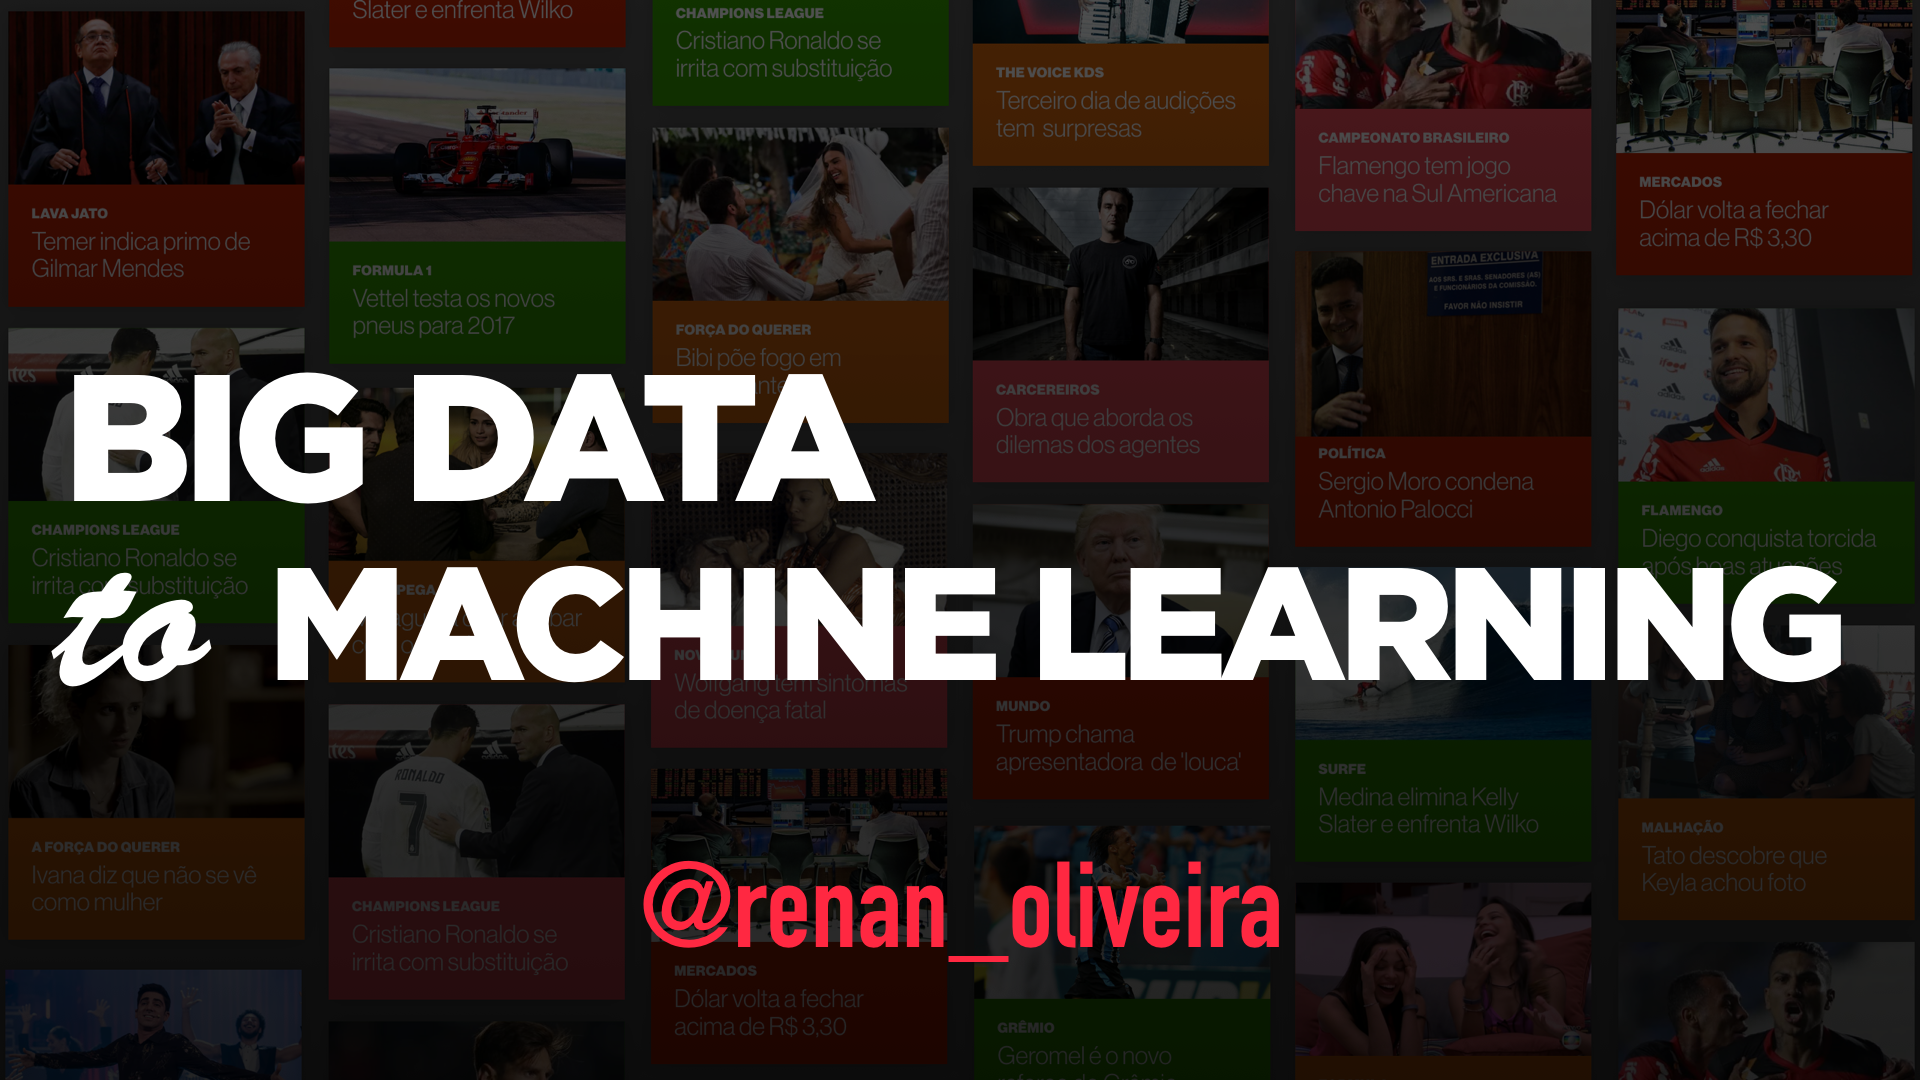 BIG DATA
to MACHINE LEARNING
@renan_oliveira
LAVA JATO
Temer indica primo de
Gilmar Mendes
CHAMPIONS LEAGUE
Cristiano Ronaldo se
irrita com substituição
A FORÇA DO QUERER
Ivana diz que não se vê
como mulher
Slater e enfrenta Wilko
FORMULA 1
Vettel testa os novos
pneus para 2017
RONALDO
7
CHAMPIONS LEAGUE
Cristiano Ronaldo se
irrita com substituição
CHAMPIONS LEAGUE
Cristiano Ronaldo se
irrita com substituição
FORÇA DO QUERER
Bibi põe fogo em
Wolfgang tem sintomas
de doença fatal
MERCADOS
Dólar volta a fechar
acima de R$ 3,30
THE VOICE KDS
Terceiro dia de audições
tem surpresas
CARCEREIROS
Obra que aborda os
dilemas dos agentes
MUNDO
Trump chama
apresentadora de 'louca'
GRÊMIO
Geromel é o novo
CAMPEONATO BRASILEIRO
Flamengo tem jogo
chave na Sul Americana
ENTRADA EXCLUSIVA
AOS SRS. E SRAS. SENADORES (AS)
E FUNCIONÁRIOS DA COMISSÃO.
FAVOR NÃO INSISTIR
POLÍTICA
Sergio Moro condena
Antonio Palocci
SURFE
Medina elimina Kelly
Slater e enfrenta Wilko
MERCADOS
Dólar volta a fechar
acima de R$ 3,30
CAIXA
adidas
ifood
CAIXA
FLAMENGO
Diego conquista torcida
após boas atuações
MALHAÇÃO
Tato descobre que
Keyla achou foto